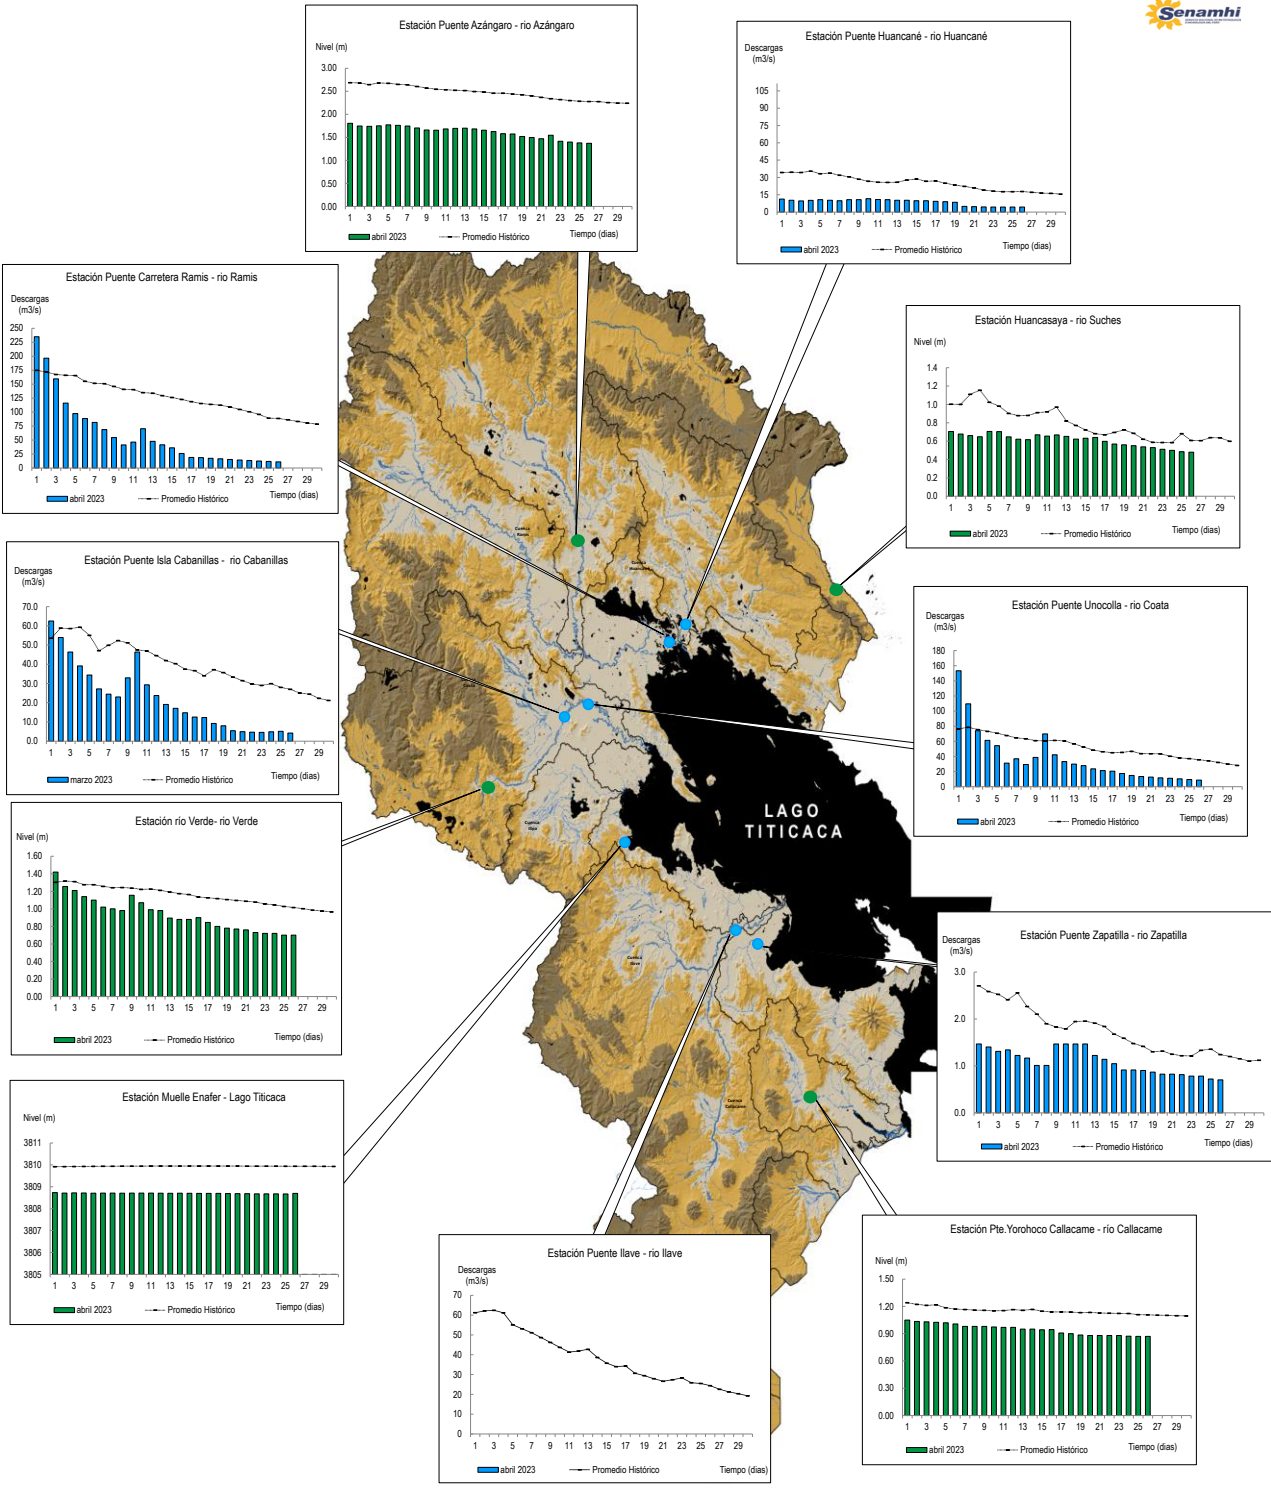 Senamhi
Estación Puente Azángaro - rio Azángaro
Nivel (m)
3.00
2.50
2.00
1.50
1.00
0.50
0.00
1 3 5 7 9 11 13 15 17 19 21 23 25 27 29
abril 2023 Promedio Histórico Tiempo (dias)
Estación Puente Huancané - rio Huancané
Descargas
(m3/s)
105
90
75
60
45
30
15
0
1 3 5 7 9 11 13 15 17 19 21 23 25 27 29
abril 2023 Promedio Histórico Tiempo (dias)
Estación Puente Carretera Ramis - rio Ramis
Descargas
(m3/s)
250
225
200
175
150
125
100
75
50
25
0
1 3 5 7 9 11 13 15 17 19 21 23 25 27 29
abril 2023 Promedio Histórico Tiempo (dias)
Estación Huancasaya - rio Suches
Nivel (m)
1.4
1.2
1.0
0.8
0.6
0.4
0.2
0.0
1 3 5 7 9 11 13 15 17 19 21 23 25 27 29
abril 2023 Promedio Histórico Tiempo (dias)
Estación Puente Isla Cabanillas - rio Cabanillas
Descargas
(m3/s)
70.0
60.0
50.0
40.0
30.0
20.0
10.0
0.0
1 3 5 7 9 11 13 15 17 19 21 23 25 27 29
marzo 2023 Promedio Histórico Tiempo (dias)
Estación Puente Unocolla - rio Coata
Descargas
(m3/s)
180
160
140
120
100
80
60
40
20
0
1 3 5 7 9 11 13 15 17 19 21 23 25 27 29
abril 2023 Promedio Histórico Tiempo (dias)
Estación río Verde- rio Verde
Nivel (m)
1.60
1.40
1.20
1.00
0.80
0.60
0.40
0.20
0.00
1 3 5 7 9 11 13 15 17 19 21 23 25 27 29
abril 2023 Promedio Histórico Tiempo (dias)
LAGO
TITICACA
Estación Puente Zapatilla - rio Zapatilla
Descargas
(m3/s)
3.0
2.0
1.0
0.0
1 3 5 7 9 11 13 15 17 19 21 23 25 27 29
abril 2023 Promedio Histórico Tiempo (dias)
Estación Muelle Enafer - Lago Titicaca
Nivel (m)
3811
3810
3809
3808
3807
3806
3805
1 3 5 7 9 11 13 15 17 19 21 23 25 27 29
abril 2023 Promedio Histórico Tiempo (dias)
Estación Puente Ilave - rio Ilave
Descargas
(m3/s)
70
60
50
40
30
20
10
0
1 3 5 7 9 11 13 15 17 19 21 23 25 27 29
abril 2023 Promedio Histórico Tiempo (dias)
Estación Pte.Yorohoco Callacame - río Callacame
Nivel (m)
1.50
1.20
0.90
0.60
0.30
0.00
1 3 5 7 9 11 13 15 17 19 21 23 25 27 29
abril 2023 Promedio Histórico Tiempo (dias)